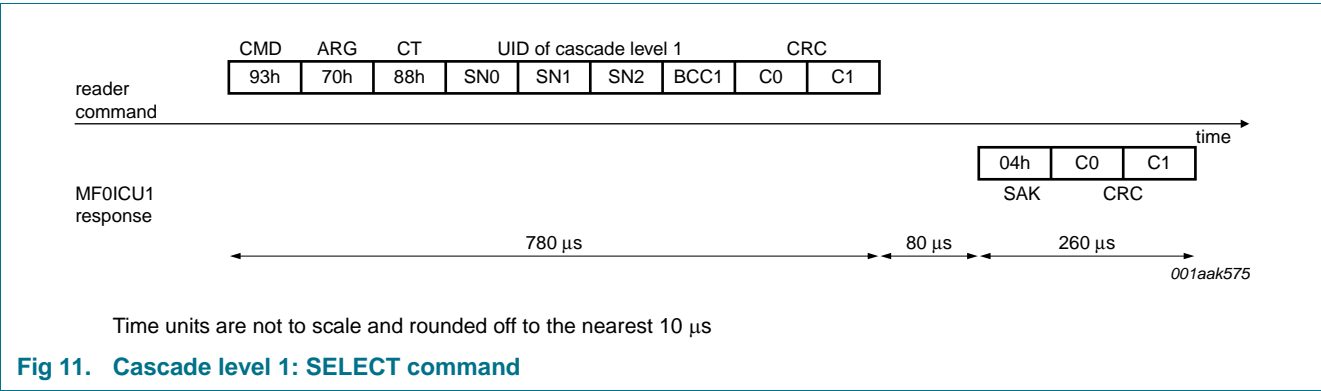 CMD ARG CT UID of cascade level 1 CRC
93h 70h 88h SN0 SN1 SN2 BCC1 C0 C1
reader
command
time
04h C0 C1
SAK CRC
MF0ICU1
response
780 μs 80 μs 260 μs
001aak575
Time units are not to scale and rounded off to the nearest 10 μs
Fig 11. Cascade level 1: SELECT command